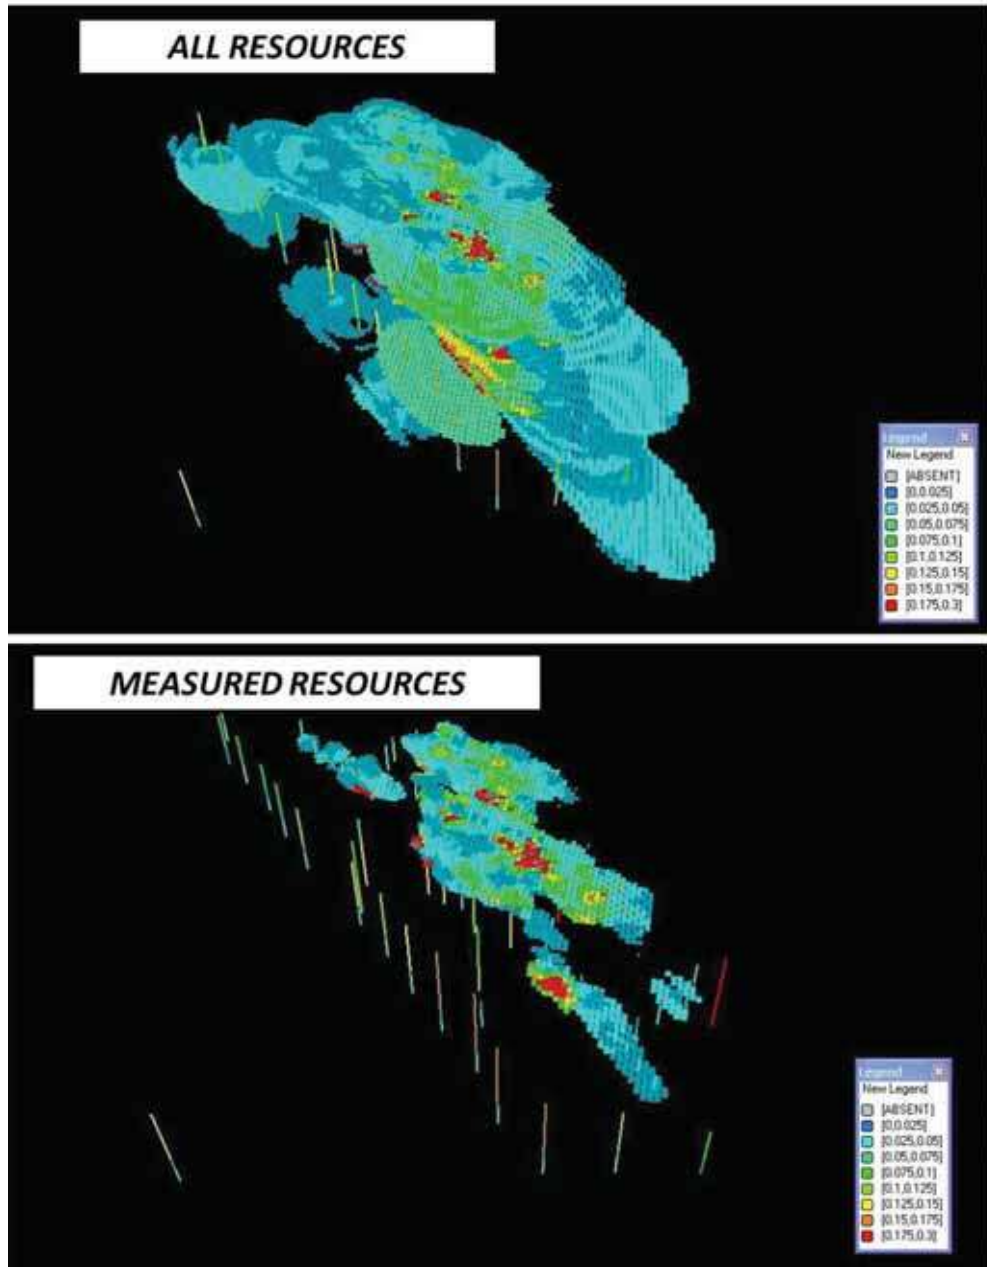 ALL RESOURCES
Legend
New Legend
[ABSENT]
[0,0.025]
[0.025,0.05]
[0.05,0.075]
[0.075,0.1]
[0.1,0.125]
[0.125,0.15]
[0.15,0.175]
[0.175,0.3]
MEASURED RESOURCES
Legend
New Legend
[ABSENT]
[0,0.025]
[0.025,0.05]
[0.05,0.075]
[0.075,0.1]
[0.1,0.125]
[0.125,0.15]
[0.15,0.175]
[0.175,0.3]